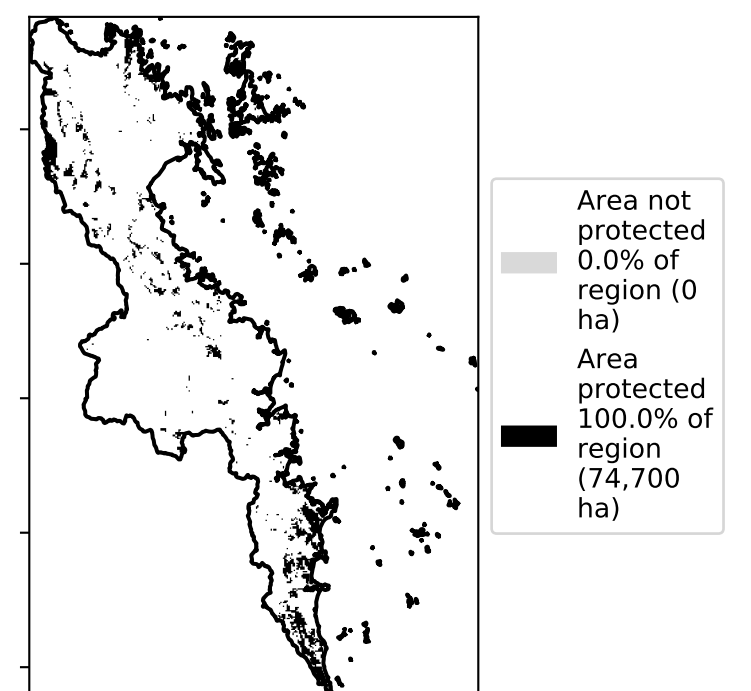 Area not
protected
0.0% of
region (0
ha)
Area
protected
100.0% of
region
(74,700
ha)